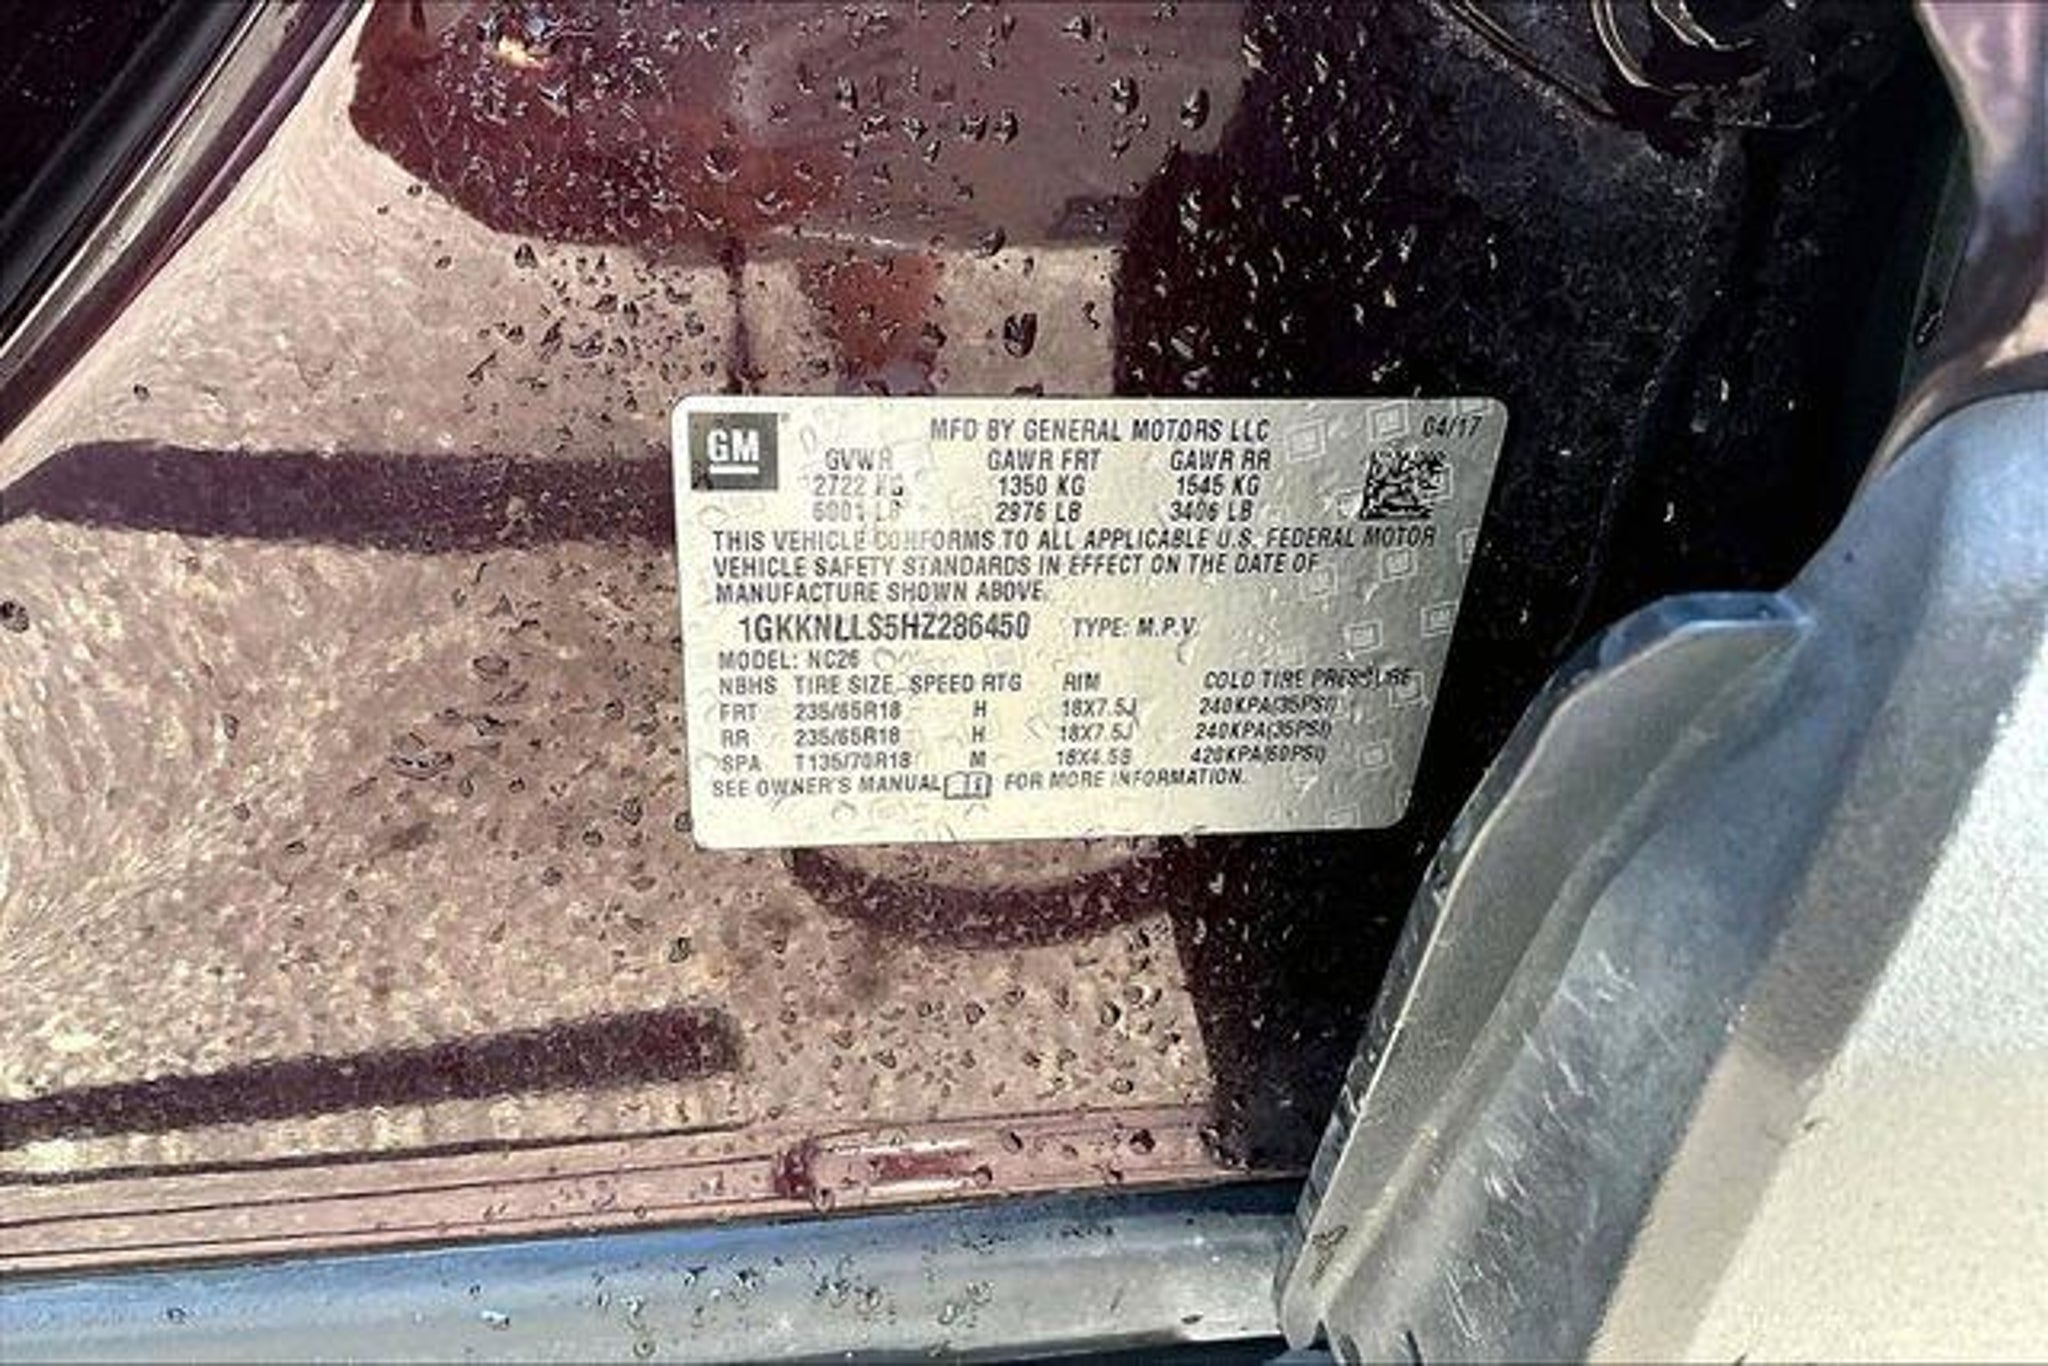 GM
MFD BY GENERAL MOTORS LLC 04/17
GVWR GAWR FRT GAWR RR
2722 KG 1350 KG 1545 KG
6001 LB 2976 LB 3406 LB
THIS VEHICLE CONFORMS TO ALL APPLICABLE U.S. FEDERAL MOTOR
VEHICLE SAFETY STANDARDS IN EFFECT ON THE DATE OF
MANUFACTURE SHOWN ABOVE.
1GKKNLLS5HZ286450 TYPE: M.P.V.
MODEL: NC26
NBHS TIRE SIZE SPEED RTG RIM COLD TIRE PRESSURE
FRT 235/65R18 H 18X7.5J 240KPA(35PSI)
RR 235/65R18 H 18X7.5J 240KPA(35PSI)
SPA T135/70R18 M 18X4.5B 420KPA(60PSI)
SEE OWNER'S MANUAL FOR MORE INFORMATION.